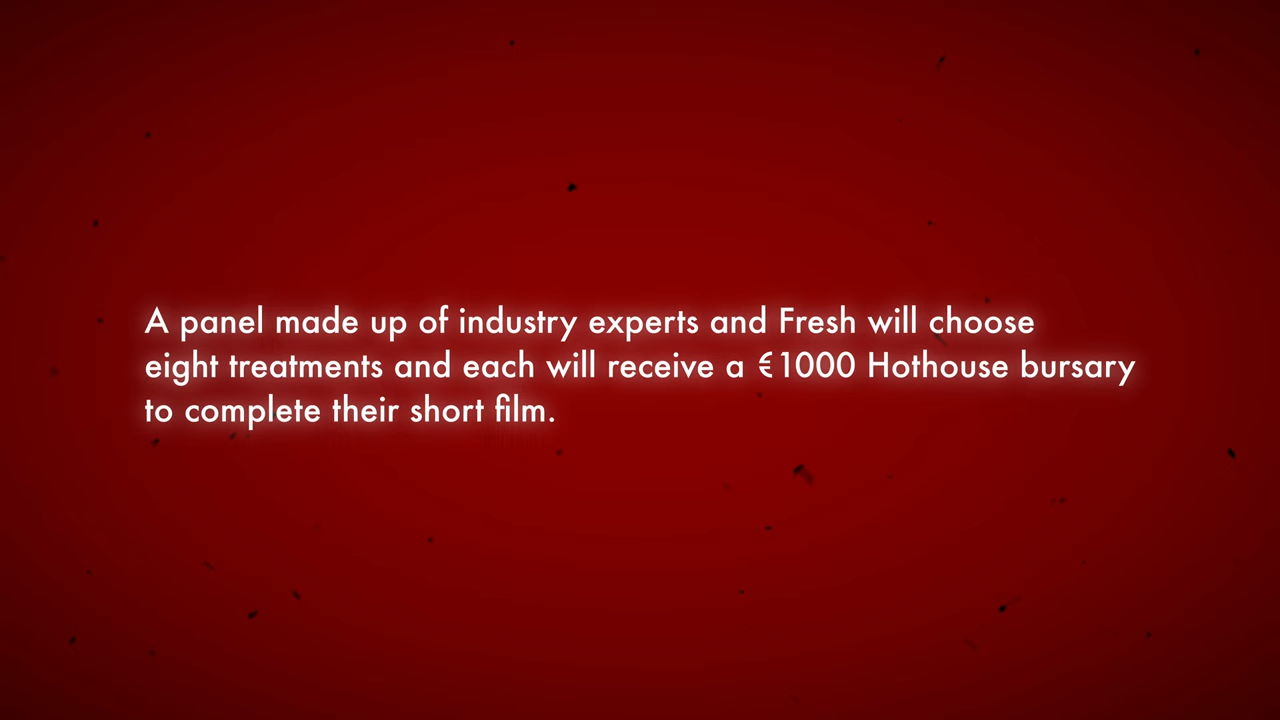 A panel made up of industry experts and Fresh will choose
eight treatments and each will receive a €1000 Hothouse bursary
to complete their short film.